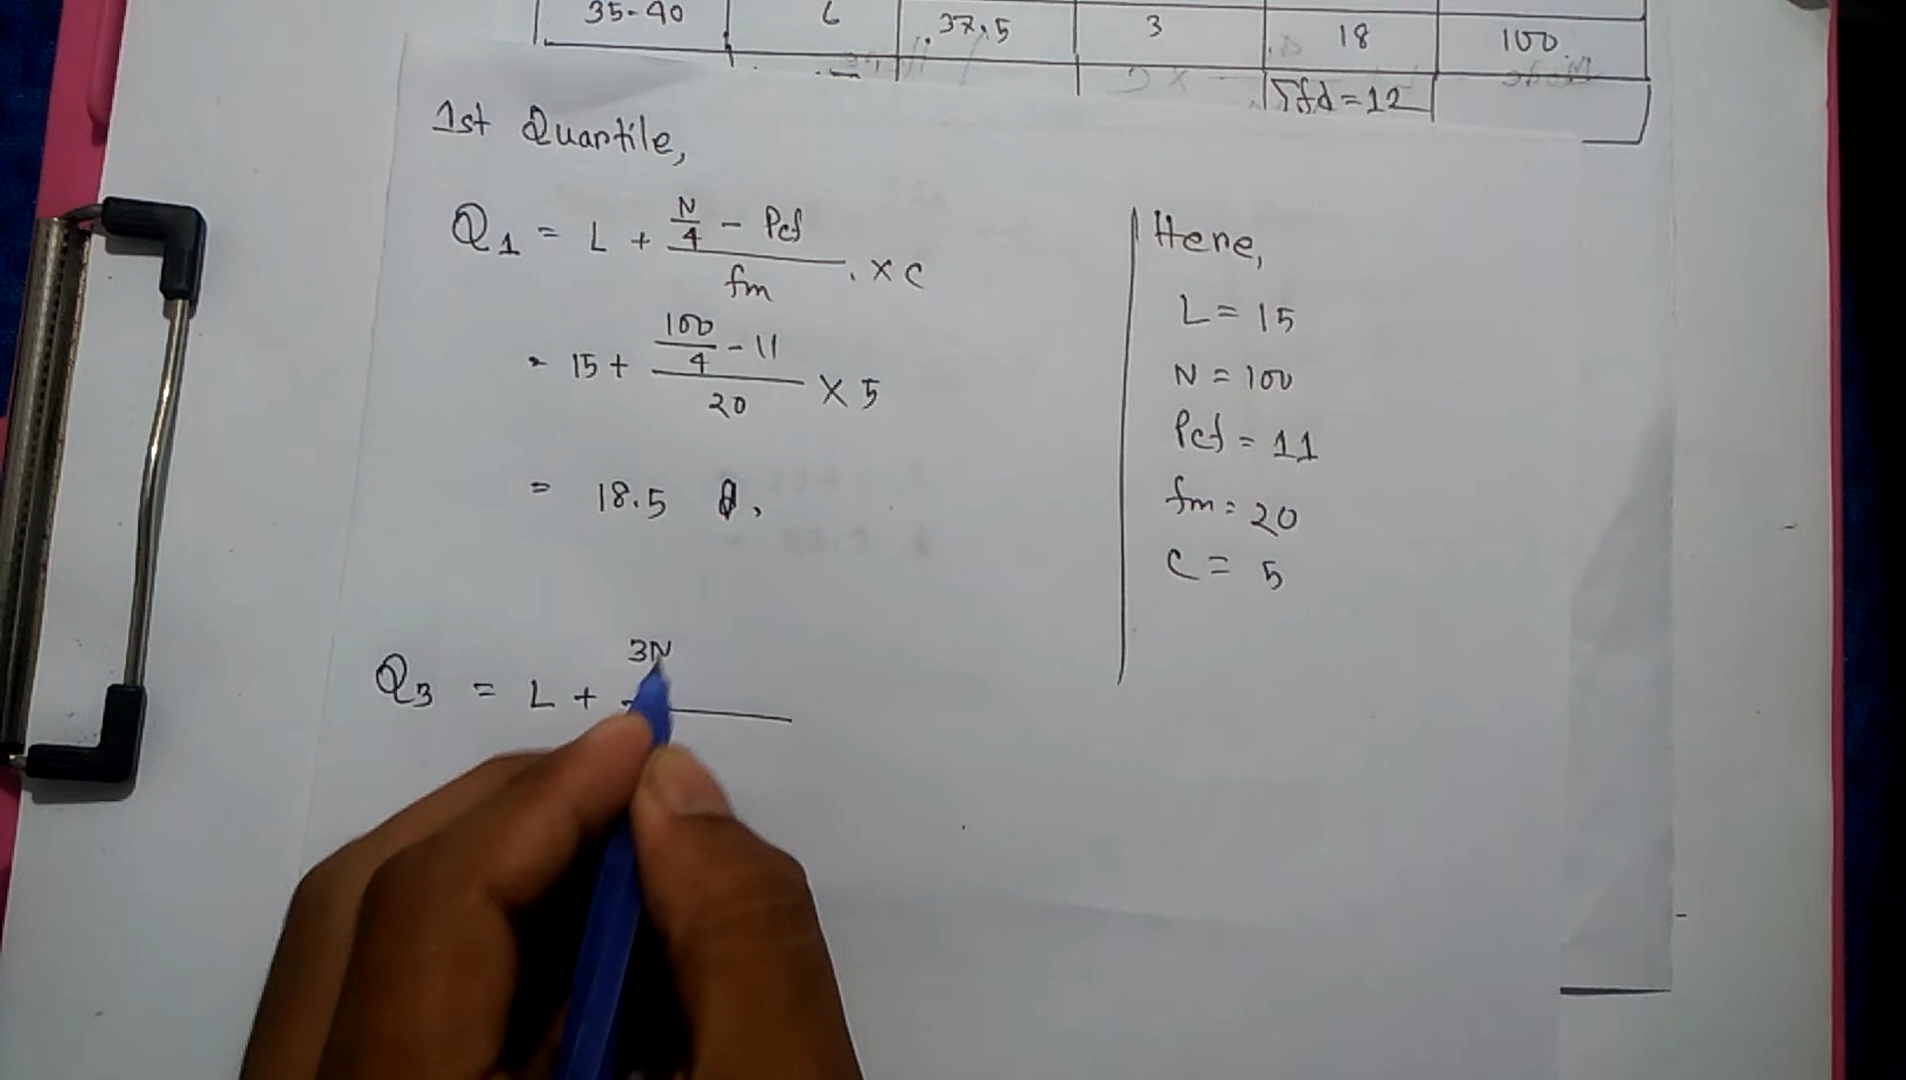 35-40 6 37.5 3 18 100
Σfd=12
1st Quartile,
Q1 = L + (N/4 - Pcf)/fm × c
= 15 + (100/4 - 11)/20 × 5
= 18.5
Here,
L = 15
N = 100
Pcf = 11
fm = 20
C = 5
Q3 = L + 3N